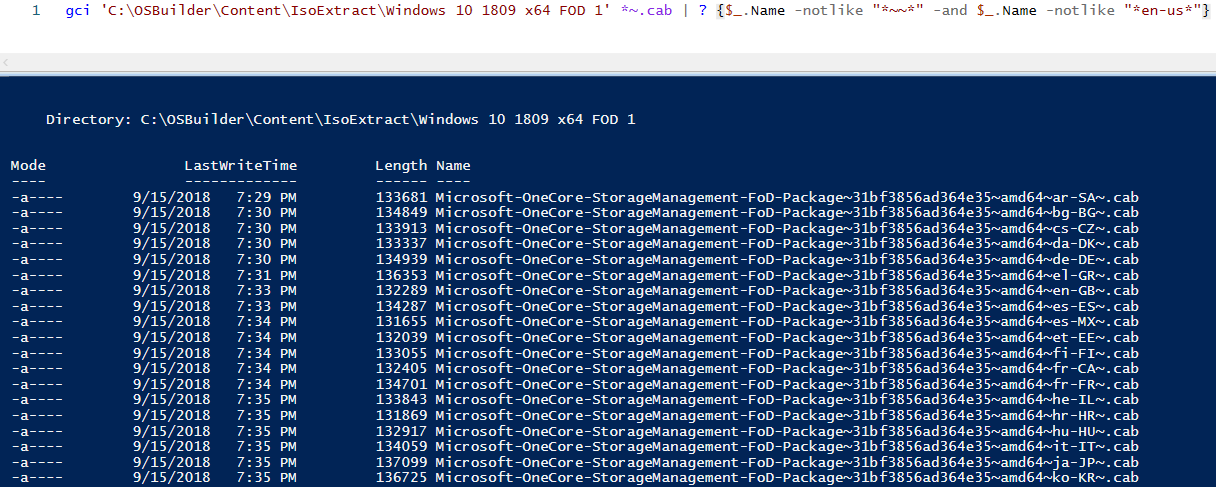 1 gci 'C:\OSBuilder\Content\IsoExtract\Windows 10 1809 x64 FOD 1' *~.cab | ? {$_.Name -notlike "*~~*" -and $_.Name -notlike "*en-us*"}
Directory: C:\OSBuilder\Content\IsoExtract\Windows 10 1809 x64 FOD 1
Mode LastWriteTime Length Name
---- ------------- ------ ----
-a---- 9/15/2018 7:29 PM 133681 Microsoft-OneCore-StorageManagement-FoD-Package~31bf3856ad364e35~amd64~ar-SA~.cab
-a---- 9/15/2018 7:30 PM 134849 Microsoft-OneCore-StorageManagement-FoD-Package~31bf3856ad364e35~amd64~bg-BG~.cab
-a---- 9/15/2018 7:30 PM 133913 Microsoft-OneCore-StorageManagement-FoD-Package~31bf3856ad364e35~amd64~cs-CZ~.cab
-a---- 9/15/2018 7:30 PM 133337 Microsoft-OneCore-StorageManagement-FoD-Package~31bf3856ad364e35~amd64~da-DK~.cab
-a---- 9/15/2018 7:30 PM 134939 Microsoft-OneCore-StorageManagement-FoD-Package~31bf3856ad364e35~amd64~de-DE~.cab
-a---- 9/15/2018 7:31 PM 136353 Microsoft-OneCore-StorageManagement-FoD-Package~31bf3856ad364e35~amd64~el-GR~.cab
-a---- 9/15/2018 7:33 PM 132289 Microsoft-OneCore-StorageManagement-FoD-Package~31bf3856ad364e35~amd64~en-GB~.cab
-a---- 9/15/2018 7:33 PM 134287 Microsoft-OneCore-StorageManagement-FoD-Package~31bf3856ad364e35~amd64~es-ES~.cab
-a---- 9/15/2018 7:34 PM 131655 Microsoft-OneCore-StorageManagement-FoD-Package~31bf3856ad364e35~amd64~es-MX~.cab
-a---- 9/15/2018 7:34 PM 132039 Microsoft-OneCore-StorageManagement-FoD-Package~31bf3856ad364e35~amd64~et-EE~.cab
-a---- 9/15/2018 7:34 PM 133055 Microsoft-OneCore-StorageManagement-FoD-Package~31bf3856ad364e35~amd64~fi-FI~.cab
-a---- 9/15/2018 7:34 PM 132405 Microsoft-OneCore-StorageManagement-FoD-Package~31bf3856ad364e35~amd64~fr-CA~.cab
-a---- 9/15/2018 7:34 PM 134701 Microsoft-OneCore-StorageManagement-FoD-Package~31bf3856ad364e35~amd64~fr-FR~.cab
-a---- 9/15/2018 7:35 PM 133843 Microsoft-OneCore-StorageManagement-FoD-Package~31bf3856ad364e35~amd64~he-IL~.cab
-a---- 9/15/2018 7:35 PM 131869 Microsoft-OneCore-StorageManagement-FoD-Package~31bf3856ad364e35~amd64~hr-HR~.cab
-a---- 9/15/2018 7:35 PM 132917 Microsoft-OneCore-StorageManagement-FoD-Package~31bf3856ad364e35~amd64~hu-HU~.cab
-a---- 9/15/2018 7:35 PM 134059 Microsoft-OneCore-StorageManagement-FoD-Package~31bf3856ad364e35~amd64~it-IT~.cab
-a---- 9/15/2018 7:35 PM 137099 Microsoft-OneCore-StorageManagement-FoD-Package~31bf3856ad364e35~amd64~ja-JP~.cab
-a---- 9/15/2018 7:35 PM 136725 Microsoft-OneCore-StorageManagement-FoD-Package~31bf3856ad364e35~amd64~ko-KR~.cab